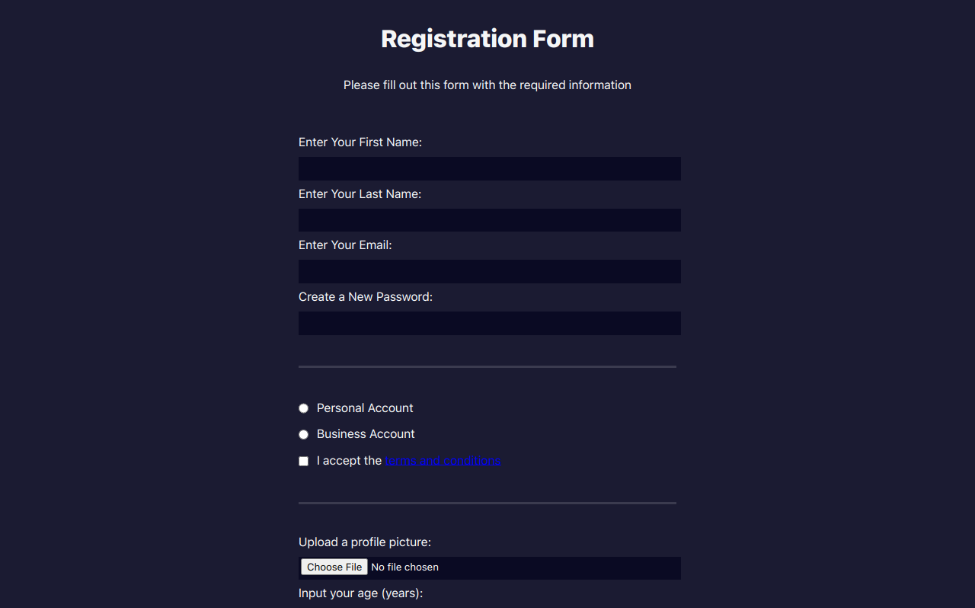 Registration Form
Please fill out this form with the required information
Enter Your First Name:
Enter Your Last Name:
Enter Your Email:
Create a New Password:
Personal Account
Business Account
I accept the terms and conditions
Upload a profile picture:
Choose File No file chosen
Input your age (years):